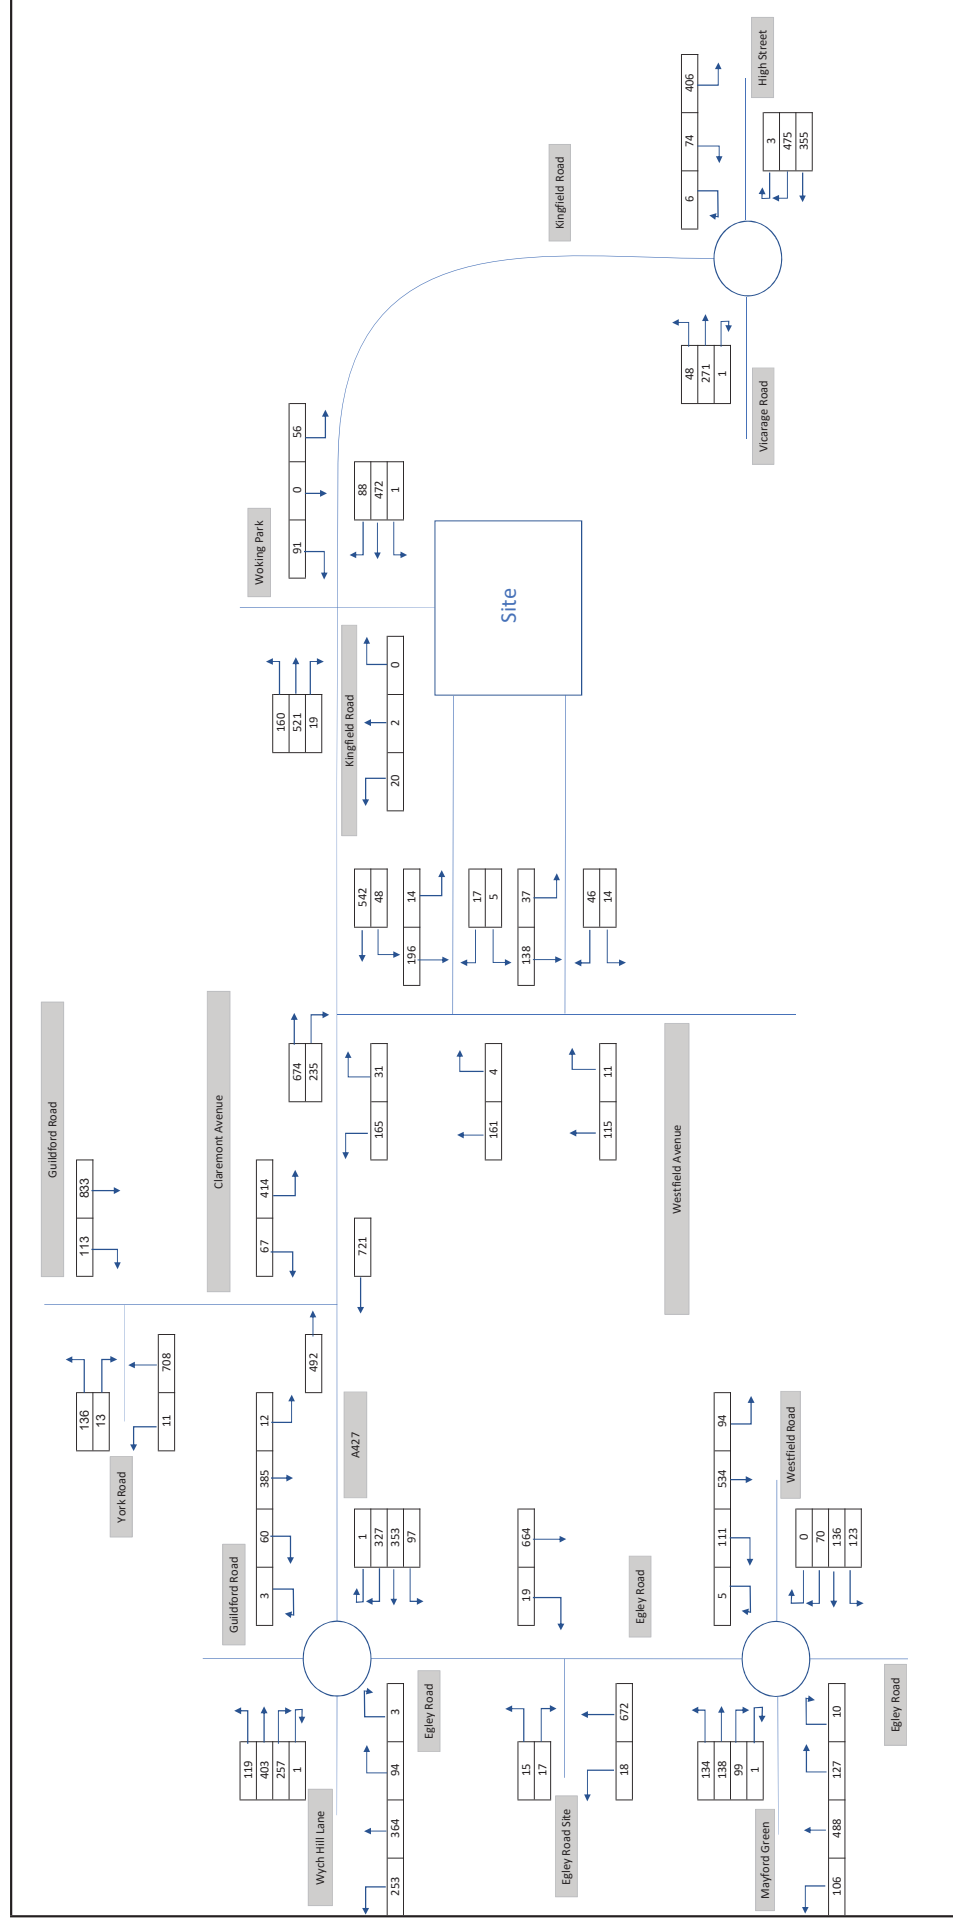 Guildford Road
113 833
136
13
11 708
York Road
Claremont Avenue
67 414
674
235
492
721
Guildford Road
3 60 385 12
A427
1
327
353
97
119
403
257
1
Wych Hill Lane
253 364 94 3
Egley Road
19 664
15
17
18 672
Egley Road Site
Egley Road
5 111 534 94
Westfield Road
0
70
136
123
134
138
99
1
Mayford Green
106 488 127 10
Egley Road
165 31
161 4
115 11
Westfield Avenue
542
48
196 14
17
5
138 37
46
14
160
521
19
Kingfield Road
20 2 0
Woking Park
91 0 56
88
472
1
Site
Kingfield Road
6 74 406
High Street
3
475
355
48
271
1
Vicarage Road